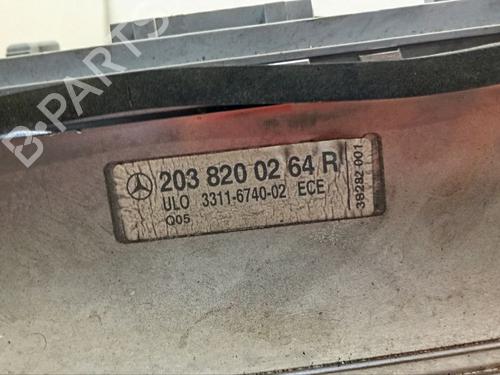 B-PARTS
203 820 02 64 R
ULO 3311-6740-02 ECE
Q05
38282 001